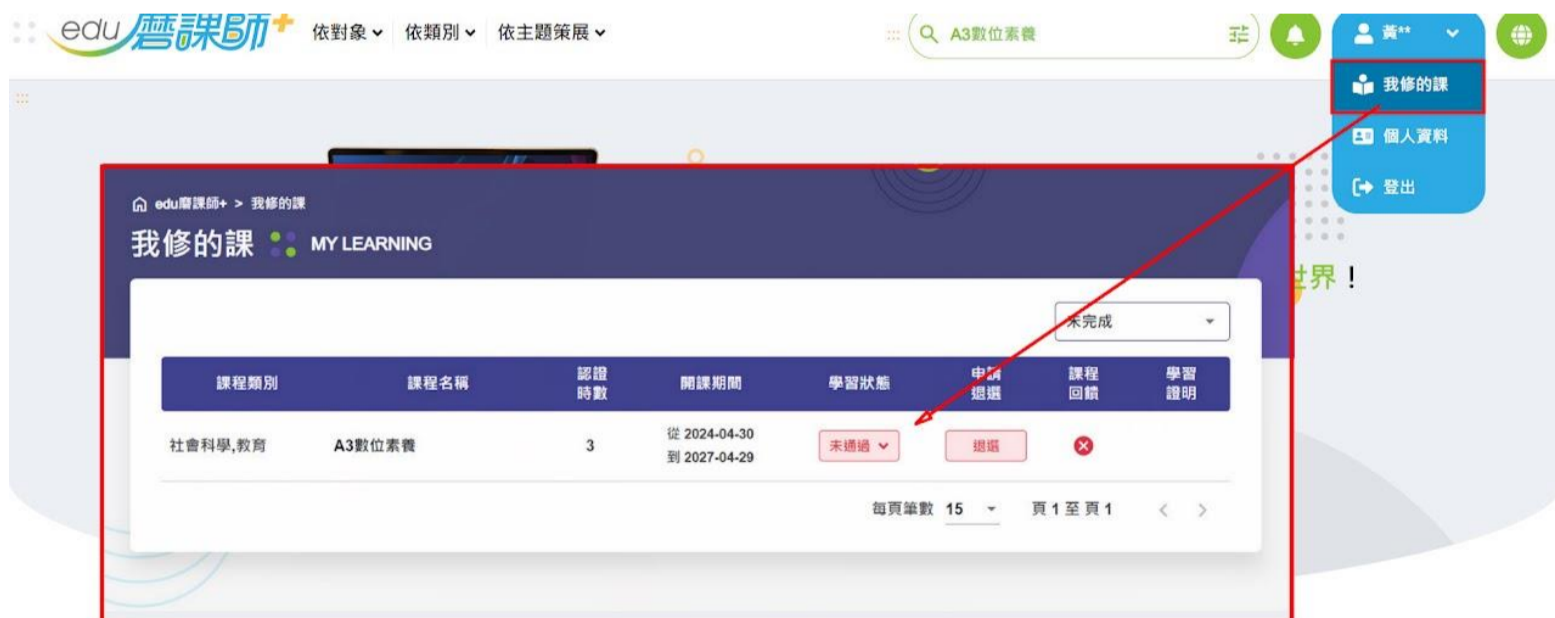 edu磨課師+
依對象 依類別 依主題策展
A3數位素養
黃**
我修的課
個人資料
登出
世界！
edu磨課師+ > 我修的課
我修的課 MY LEARNING
未完成
課程類別 課程名稱 認證時數 開課期間 學習狀態 申請退選 課程回饋 學習證明
社會科學,教育 A3數位素養 3 從 2024-04-30 到 2027-04-29 未通過 退選
每頁筆數 15 頁 1 至 頁 1